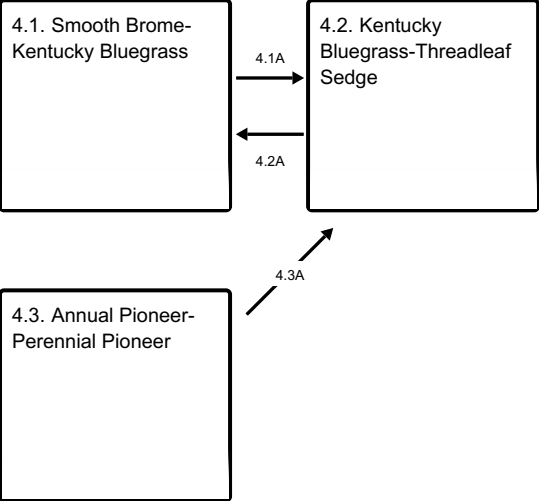 4.1. Smooth Brome-
Kentucky Bluegrass
4.1A
4.2. Kentucky
Bluegrass-Threadleaf
Sedge
4.2A
4.3A
4.3. Annual Pioneer-
Perennial Pioneer